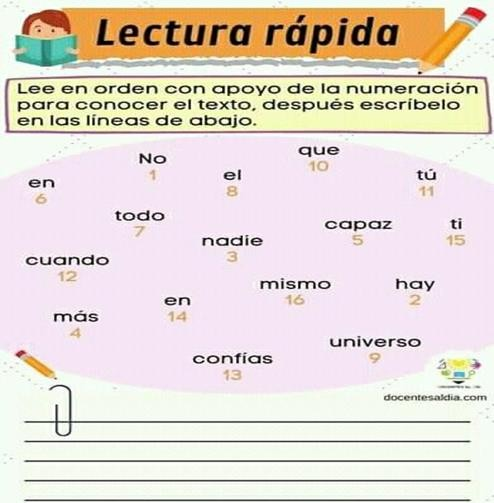 Lectura rápida
Lee en orden con apoyo de la numeración
para conocer el texto, después escríbelo
en las líneas de abajo.
No
1
que
10
en
6
el
8
tú
11
todo
7
capaz
5
ti
15
nadie
3
cuando
12
mismo
16
hay
2
en
14
más
4
universo
9
confías
13
docentesaldia.com